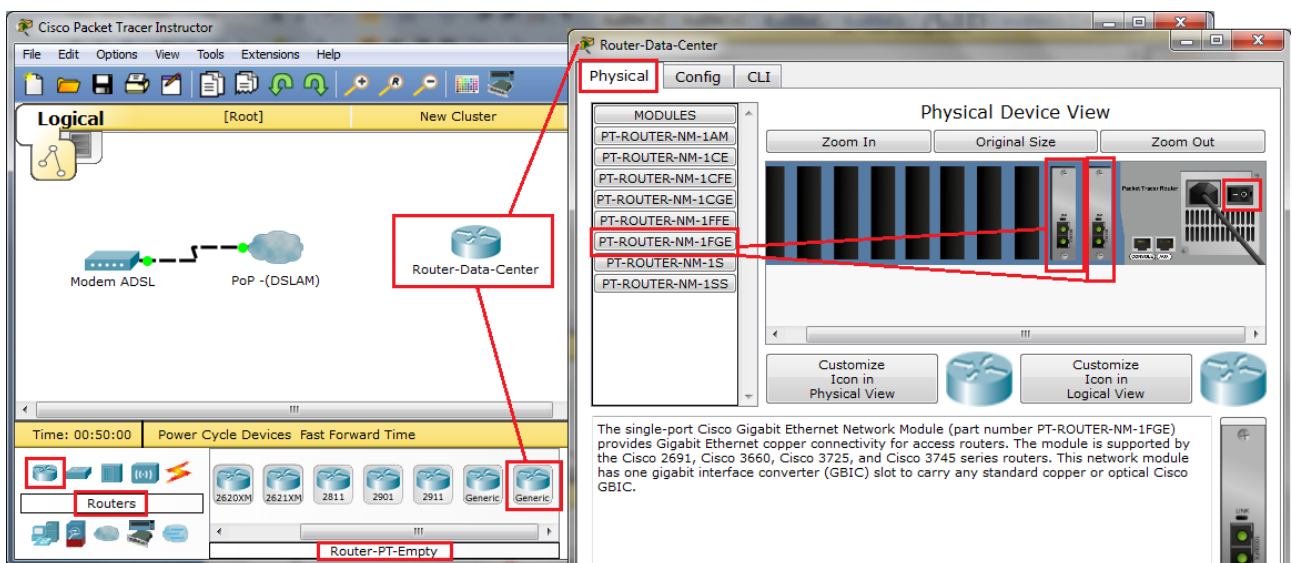 Cisco Packet Tracer Instructor
File Edit Options View Tools Extensions Help
Logical
[Root]
New Cluster
Modem ADSL
PoP -(DSLAM)
Router-Data-Center
Time: 00:50:00
Power Cycle Devices Fast Forward Time
Routers
2620XM
2621XM
2811
2901
2911
Generic
Generic
Router-PT-Empty
Router-Data-Center
Physical
Config
CLI
MODULES
PT-ROUTER-NM-1AM
PT-ROUTER-NM-1CE
PT-ROUTER-NM-1CFE
PT-ROUTER-NM-1CGE
PT-ROUTER-NM-1FFE
PT-ROUTER-NM-1FGE
PT-ROUTER-NM-1S
PT-ROUTER-NM-1SS
Physical Device View
Zoom In
Original Size
Zoom Out
Packet Tracer Router
CONSOLE
AUX
Customize
Icon in
Physical View
Customize
Icon in
Logical View
The single-port Cisco Gigabit Ethernet Network Module (part number PT-ROUTER-NM-1FGE)
provides Gigabit Ethernet copper connectivity for access routers. The module is supported by
the Cisco 2691, Cisco 3660, Cisco 3725, and Cisco 3745 series routers. This network module
has one gigabit interface converter (GBIC) slot to carry any standard copper or optical Cisco
GBIC.
LINK